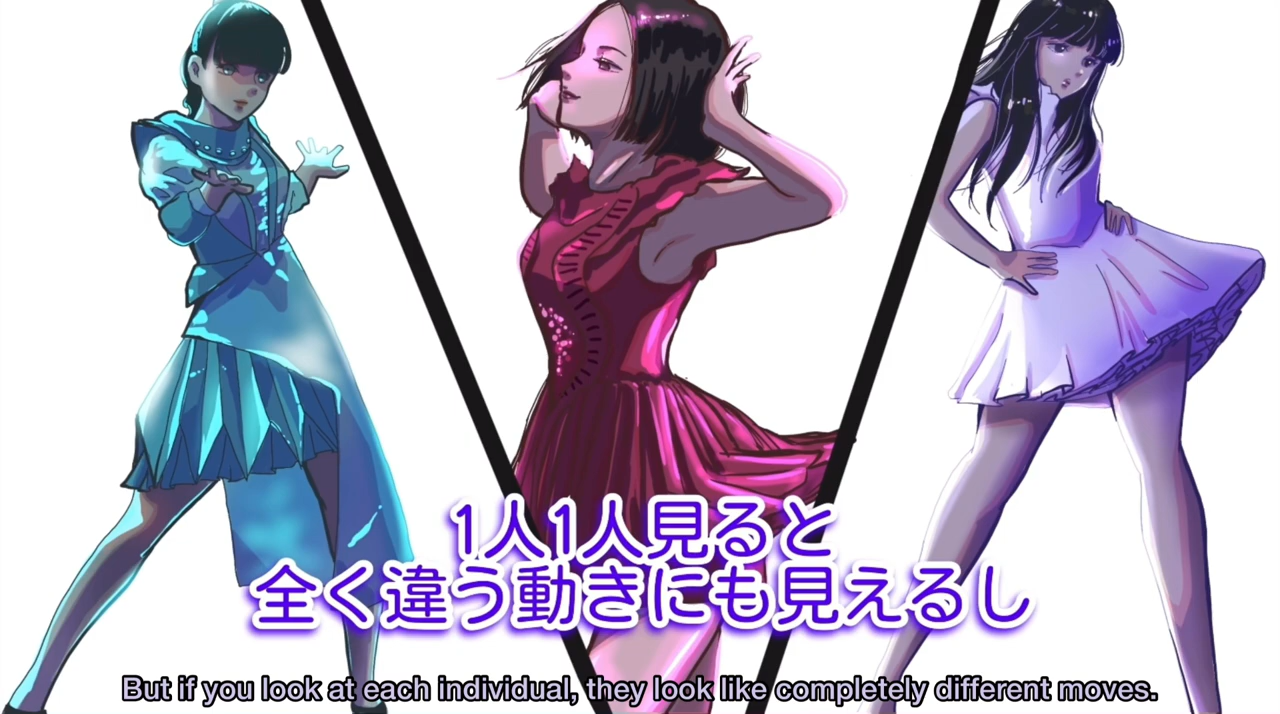 1人1人見ると
全く違う動きにも見えるし
But if you look at each individual, they look like completely different moves.